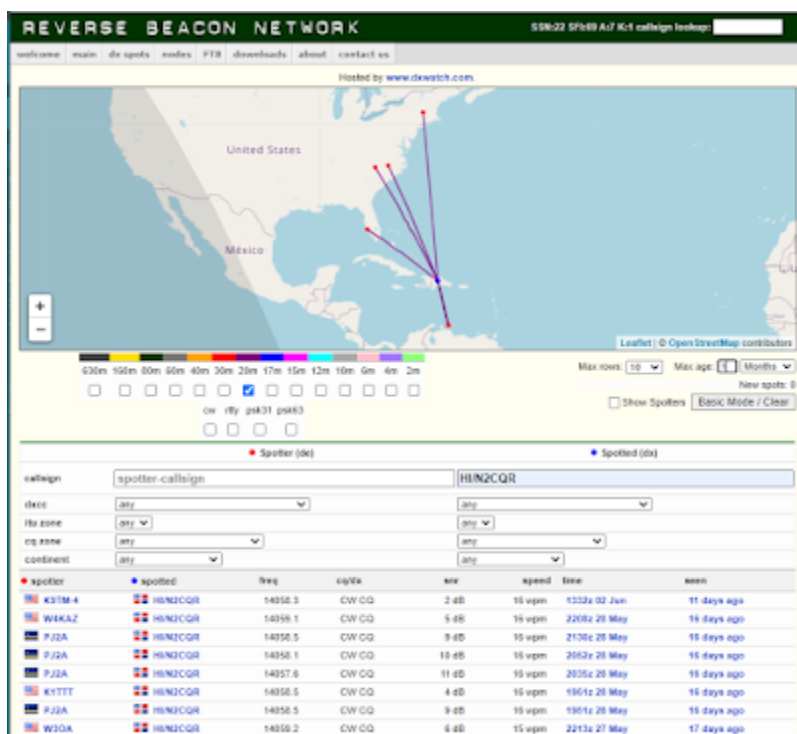 REVERSE BEACON NETWORK SSN:22 SFI:69 A:7 K:1 callsign lookup:
welcome main dx spots nodes FT8 downloads about contact us
Hosted by www.dxwatch.com.
United States
México
+
−
Leaflet | © OpenStreetMap contributors
630m 160m 80m 60m 40m 30m 20m 17m 15m 12m 10m 6m 4m 2m
Max rows: 10 Max age: 1 Months
New spots: 0
Show Spotters Basic Mode / Clear
cw rtty psk31 psk63
Spotter (de) Spotted (dx)
callsign spotter-callsign HI/N2CQR
dxcc any any
itu zone any any
cq zone any any
continent any any
spotter spotted freq cq/dx snr speed time seen
K3TM-4 HI/N2CQR 14058.3 CW CQ 2 dB 16 wpm 1332z 02 Jun 11 days ago
W4KAZ HI/N2CQR 14059.1 CW CQ 5 dB 16 wpm 2208z 28 May 16 days ago
PJ2A HI/N2CQR 14058.5 CW CQ 9 dB 16 wpm 2130z 28 May 16 days ago
PJ2A HI/N2CQR 14058.1 CW CQ 10 dB 16 wpm 2052z 28 May 16 days ago
PJ2A HI/N2CQR 14057.6 CW CQ 11 dB 16 wpm 2035z 28 May 16 days ago
K1TTT HI/N2CQR 14058.5 CW CQ 4 dB 16 wpm 1951z 28 May 16 days ago
PJ2A HI/N2CQR 14058.5 CW CQ 9 dB 16 wpm 1951z 28 May 16 days ago
W3OA HI/N2CQR 14059.2 CW CQ 6 dB 15 wpm 2213z 27 May 17 days ago